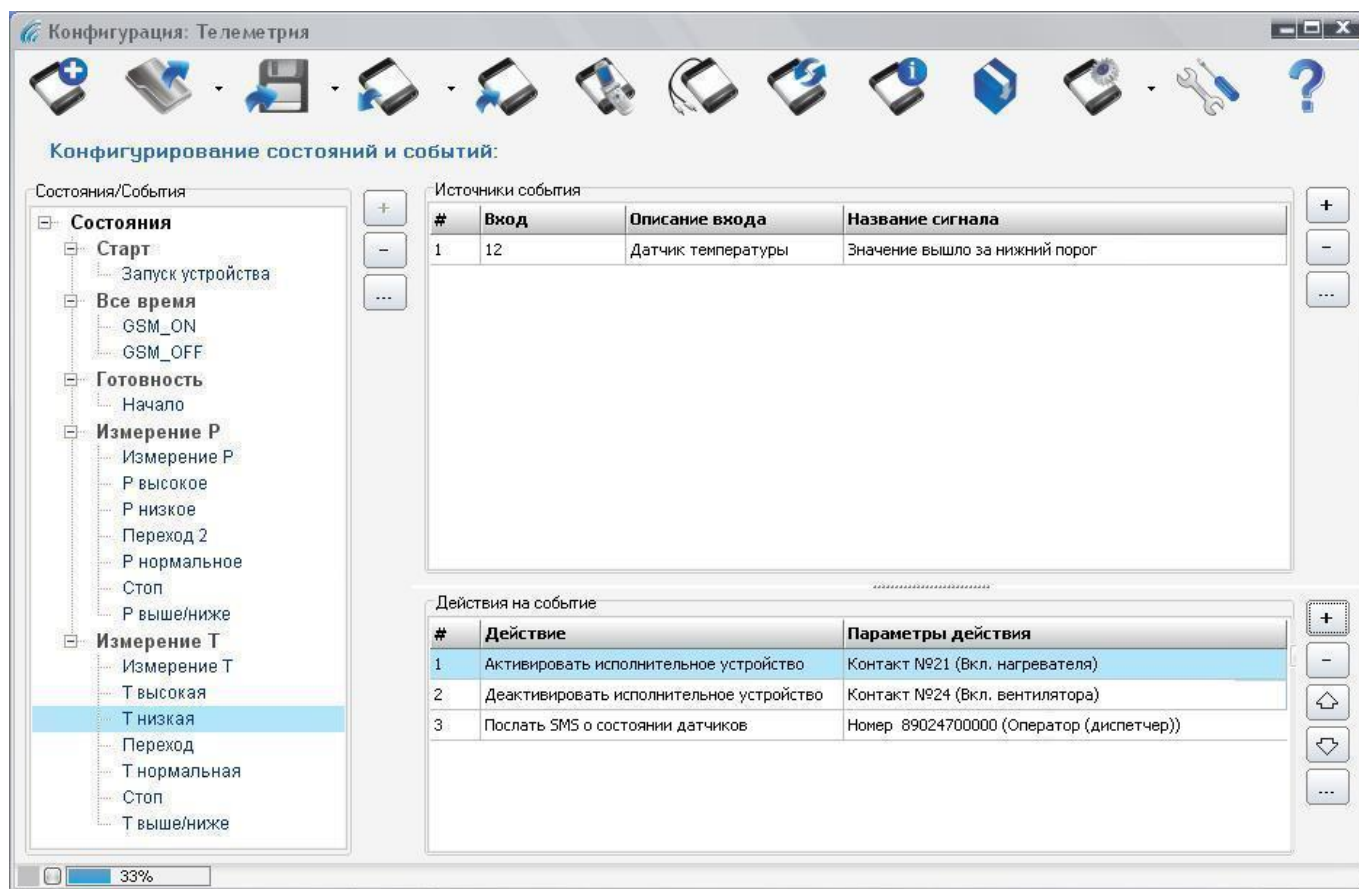 Конфигурация: Телеметрия
Конфигурирование состояний и событий:
Состояния/События
Состояния
Старт
Запуск устройства
Все время
GSM_ON
GSM_OFF
Готовность
Начало
Измерение Р
Измерение Р
Р высокое
Р низкое
Переход 2
Р нормальное
Стоп
Р выше/ниже
Измерение Т
Измерение Т
Т высокая
Т низкая
Переход
Т нормальная
Стоп
Т выше/ниже
+
-
...
Источники события
# Вход Описание входа Название сигнала
1 12 Датчик температуры Значение вышло за нижний порог
+
-
...
Действия на событие
# Действие Параметры действия
1 Активировать исполнительное устройство Контакт №21 (Вкл. нагревателя)
2 Деактивировать исполнительное устройство Контакт №24 (Вкл. вентилятора)
3 Послать SMS о состоянии датчиков Номер 89024700000 (Оператор (диспетчер))
+
-
...
33%